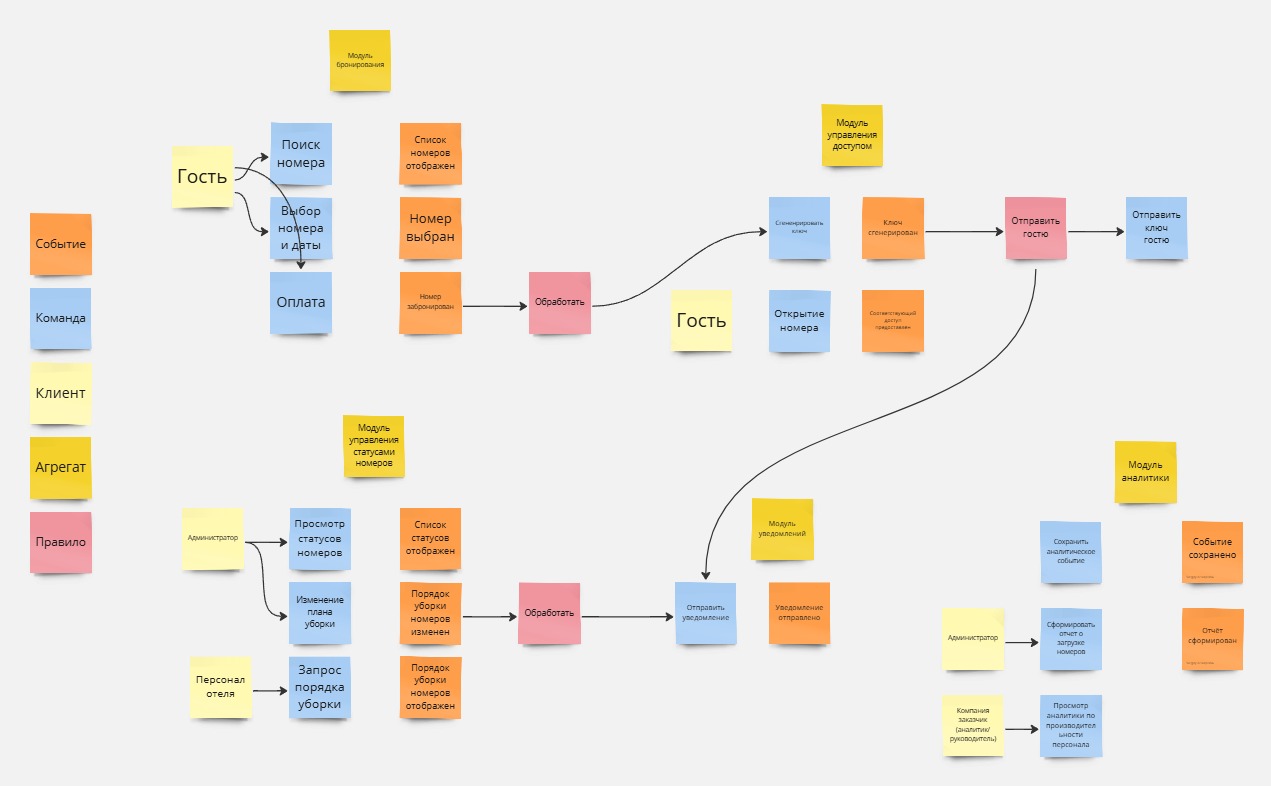 Модуль
бронирования
Гость
Поиск
номера
Список
номеров
отображен
Выбор
номера
и даты
Номер
выбран
Оплата
Номер
забронирован
Обработать
Модуль
управления
доступом
Сгененрировать
ключ
Ключ
сгенерирован
Отправить
гостю
Отправить
ключ
гостю
Гость
Открытие
номера
Соответствующий
доступ
предоставлен
Событие
Команда
Клиент
Агрегат
Правило
Модуль
управления
статусами
номеров
Администратор
Просмотр
статусов
номеров
Список
статусов
отображен
Изменение
плана
уборки
Порядок
уборки
номеров
изменен
Обработать
Персонал
отеля
Запрос
порядка
уборки
Порядок
уборки
номеров
отображен
Модуль
уведомлений
Отправить
уведомление
Уведомление
отправлено
Модуль
аналитики
Сохранить
аналитическое
событие
Событие
сохранено
Администратор
Сформировать
отчет о
загрузке
номеров
Отчёт
сформирован
Компания
заказчик
(аналитик/
руководитель)
Просмотр
аналитики по
производител
ьности
персонала